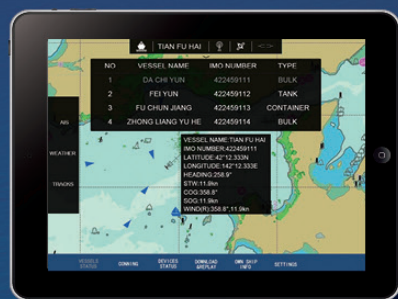 TIAN FU HAI
NO VESSEL NAME IMO NUMBER TYPE
1 DA CHI YUN 422459111 BULK
2 FEI YUN 422459112 TANK
3 FU CHUN JIANG 422459113 CONTAINER
4 ZHONG LIANG YU HE 422459114 BULK
AIS
WEATHER
TRACKS
VESSEL NAME:TIAN FU HAI
IMO NUMBER:422459111
LATITUDE:42°12.333N
LONGITUDE:142°12.333E
HEADING:258.9°
STW:11.9kn
COG:358.8°
SOG:11.9kn
WIND(R):358.8°,11.9kn
VESSELS STATUS CONNING DEVICES STATUS DOWNLOAD &REPLAY OWN SHIP INFO SETTINGS